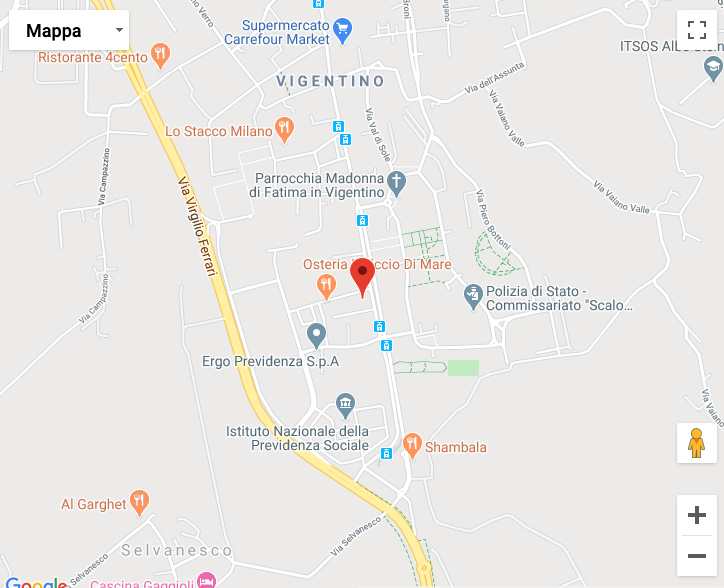 Mappa
Verro
Supermercato
Carrefour Market
Ristorante 4cento
VIGENTINO
Via dell'Assunta
ITSOS Albe
Via Vaiano Valle
Lo Stacco Milano
Via Val di Sole
Via Campazzino
Parrocchia Madonna
di Fatima in Vigentino
Via Virgilio Ferrari
Via Piero Bottoni
Via Vaiano Valle
Osteria
Di Mare
Via Campazzino
Polizia di Stato -
Commissariato "Scalo...
Ergo Previdenza S.p.A
Via Vaiano
Istituto Nazionale della
Previdenza Sociale
Shambala
Al Garghet
Via Selvanesco
Selvanesco
Selvanesco
Google
Cascina Gaggioli